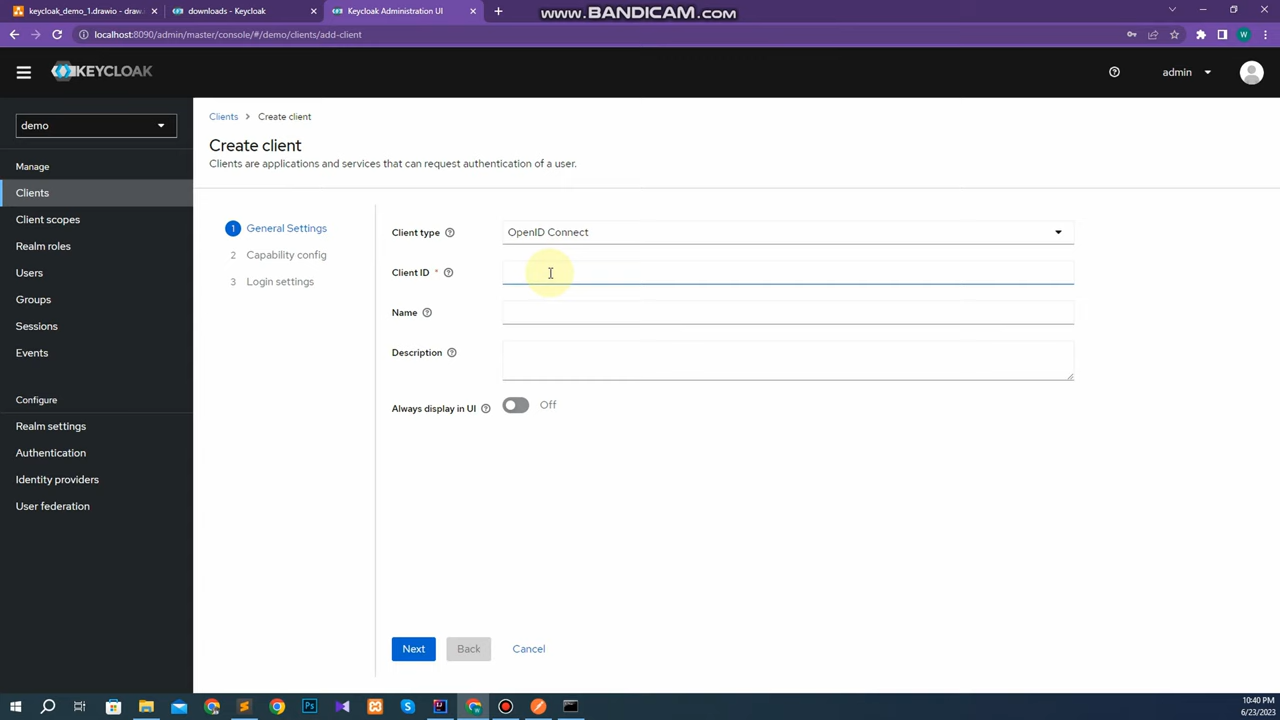 www.BANDICAM.com
keycloak_demo_1.drawio - draw.i
downloads - Keycloak
Keycloak Administration UI
localhost:8090/admin/master/console/#/demo/clients/add-client
W
KEYCLOAK
admin
demo
Manage
Clients
Client scopes
Realm roles
Users
Groups
Sessions
Events
Configure
Realm settings
Authentication
Identity providers
User federation
Clients > Create client
Create client
Clients are applications and services that can request authentication of a user.
1 General Settings
2 Capability config
3 Login settings
Client type
OpenID Connect
Client ID *
Name
Description
Always display in UI
Off
Next
Back
Cancel
Ps
10:40 PM
6/23/2023